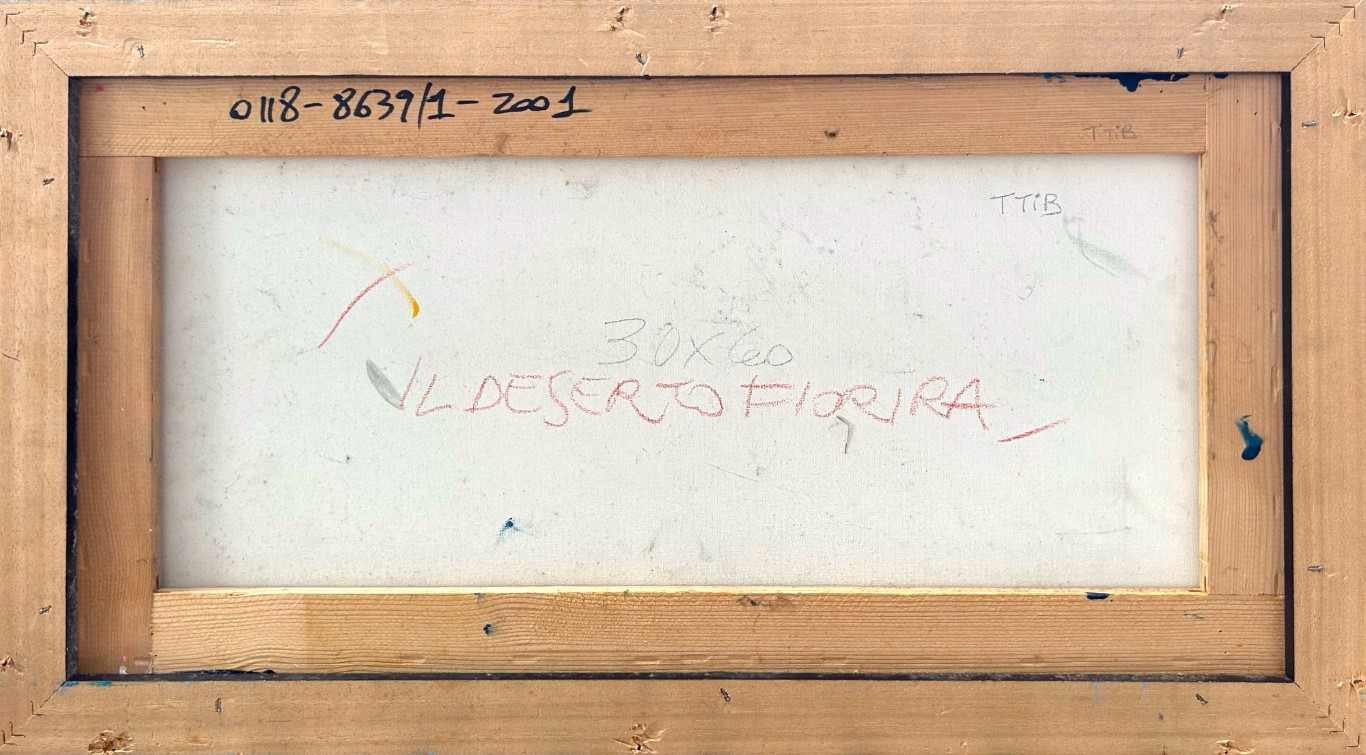 0118-8639/1-2001
TTiB
TTiB
30x60
IL DESERTO FIORIRA